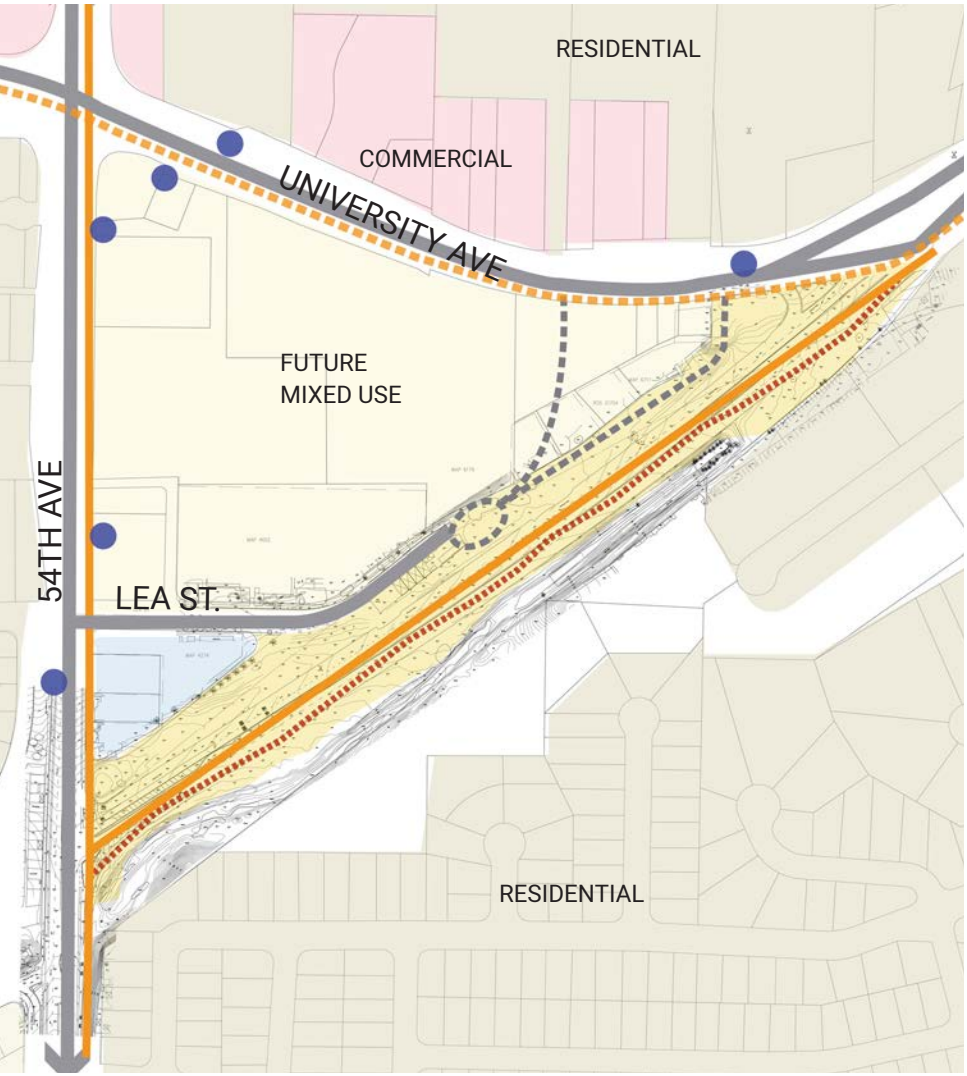 RESIDENTIAL
COMMERCIAL
UNIVERSITY AVE
FUTURE
MIXED USE
54TH AVE
LEA ST.
RESIDENTIAL